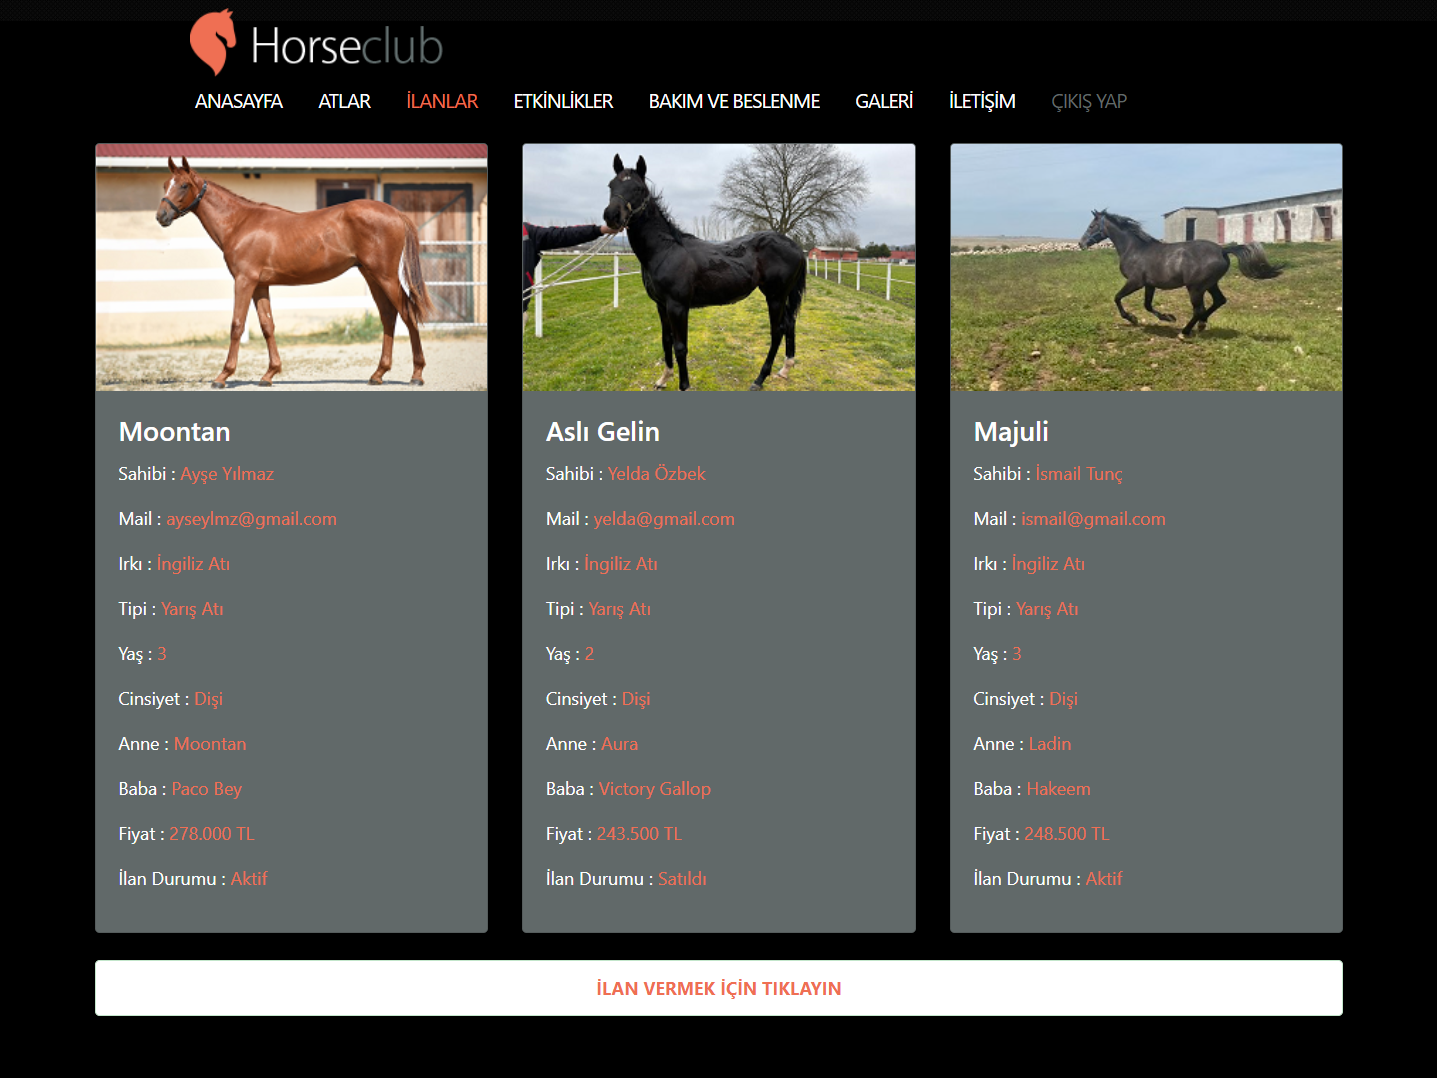 Horseclub
ANASAYFA ATLAR İLANLAR ETKİNLİKLER BAKIM VE BESLENME GALERİ İLETİŞİM ÇIKIŞ YAP
Moontan
Sahibi : Ayşe Yılmaz
Mail : ayseylmz@gmail.com
Irkı : İngiliz Atı
Tipi : Yarış Atı
Yaş : 3
Cinsiyet : Dişi
Anne : Moontan
Baba : Paco Bey
Fiyat : 278.000 TL
İlan Durumu : Aktif
Aslı Gelin
Sahibi : Yelda Özbek
Mail : yelda@gmail.com
Irkı : İngiliz Atı
Tipi : Yarış Atı
Yaş : 2
Cinsiyet : Dişi
Anne : Aura
Baba : Victory Gallop
Fiyat : 243.500 TL
İlan Durumu : Satıldı
Majuli
Sahibi : İsmail Tunç
Mail : ismail@gmail.com
Irkı : İngiliz Atı
Tipi : Yarış Atı
Yaş : 3
Cinsiyet : Dişi
Anne : Ladin
Baba : Hakeem
Fiyat : 248.500 TL
İlan Durumu : Aktif
İLAN VERMEK İÇİN TIKLAYIN